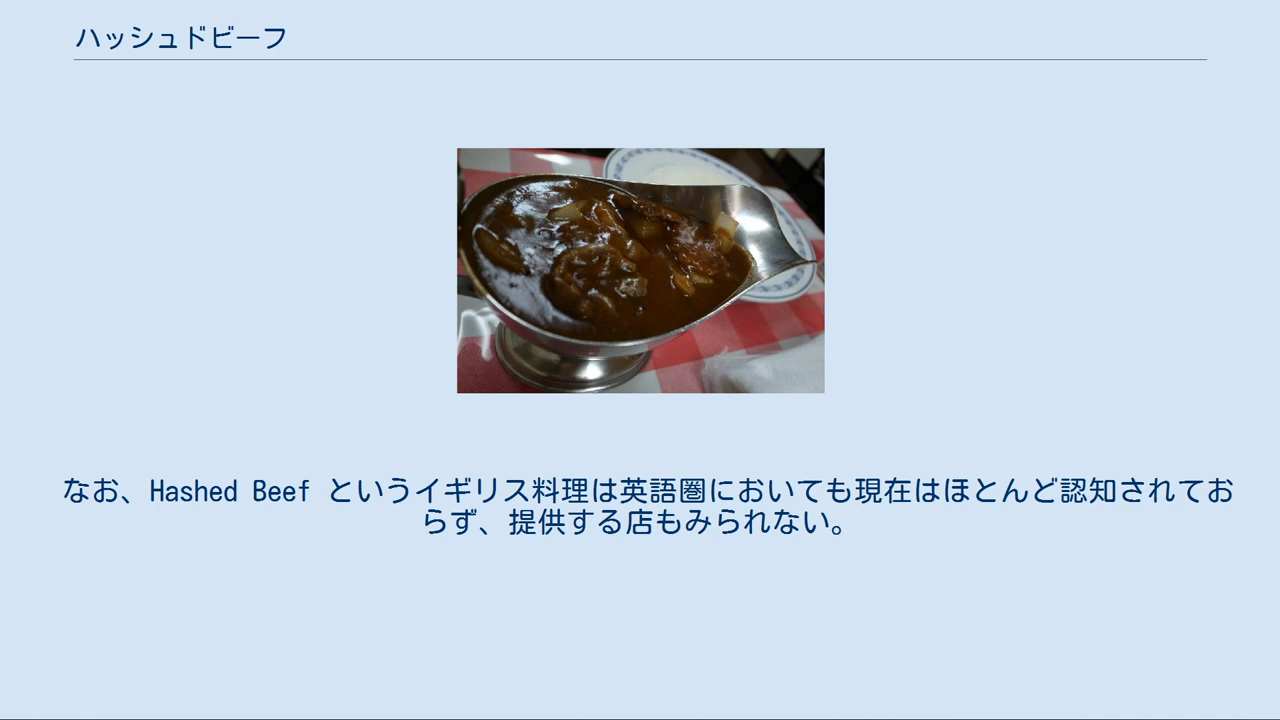 ハッシュドビーフ
なお、Hashed Beef というイギリス料理は英語圏においても現在はほとんど認知されてお
らず、提供する店もみられない。